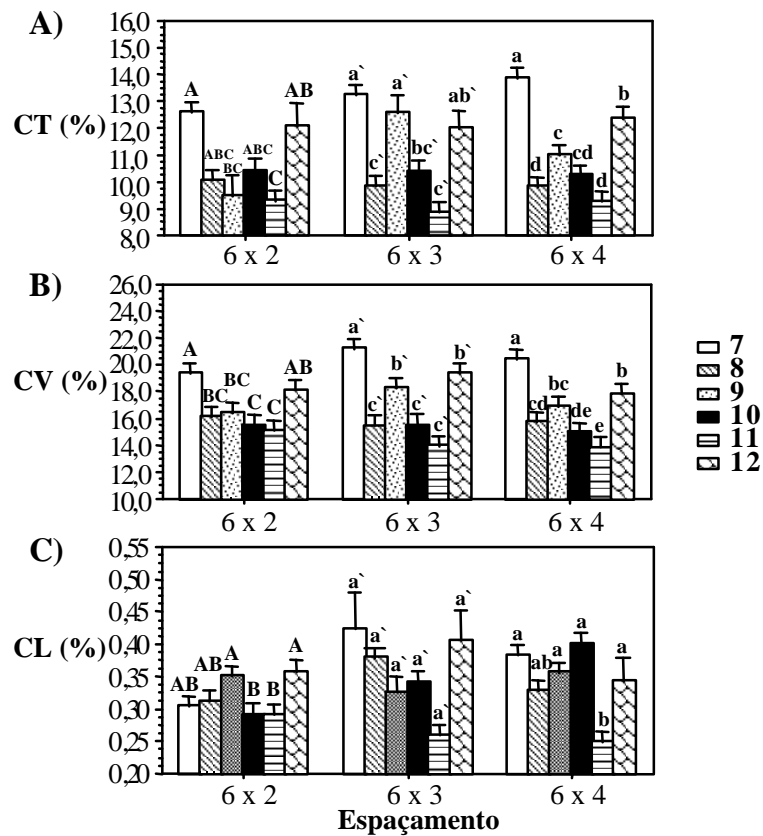 A)
CT (%)
16,0
15,0
14,0
13,0
12,0
11,0
10,0
9,0
8,0
A
ABC
BC
ABC
C
AB
a`
c`
a`
bc`
c`
ab`
a
d
c
cd
d
b
6 x 2
6 x 3
6 x 4
B)
CV (%)
26,0
24,0
22,0
20,0
18,0
16,0
14,0
12,0
10,0
A
BC
BC
C
C
AB
a`
c`
b`
c`
c`
b`
a
cd
bc
de
e
b
6 x 2
6 x 3
6 x 4
7
8
9
10
11
12
C)
CL (%)
0,55
0,50
0,45
0,40
0,35
0,30
0,25
0,20
AB
AB
A
B
B
A
a`
a`
a`
a`
a`
a`
a
ab
a
a
b
a
6 x 2
6 x 3
6 x 4
Espaçamento